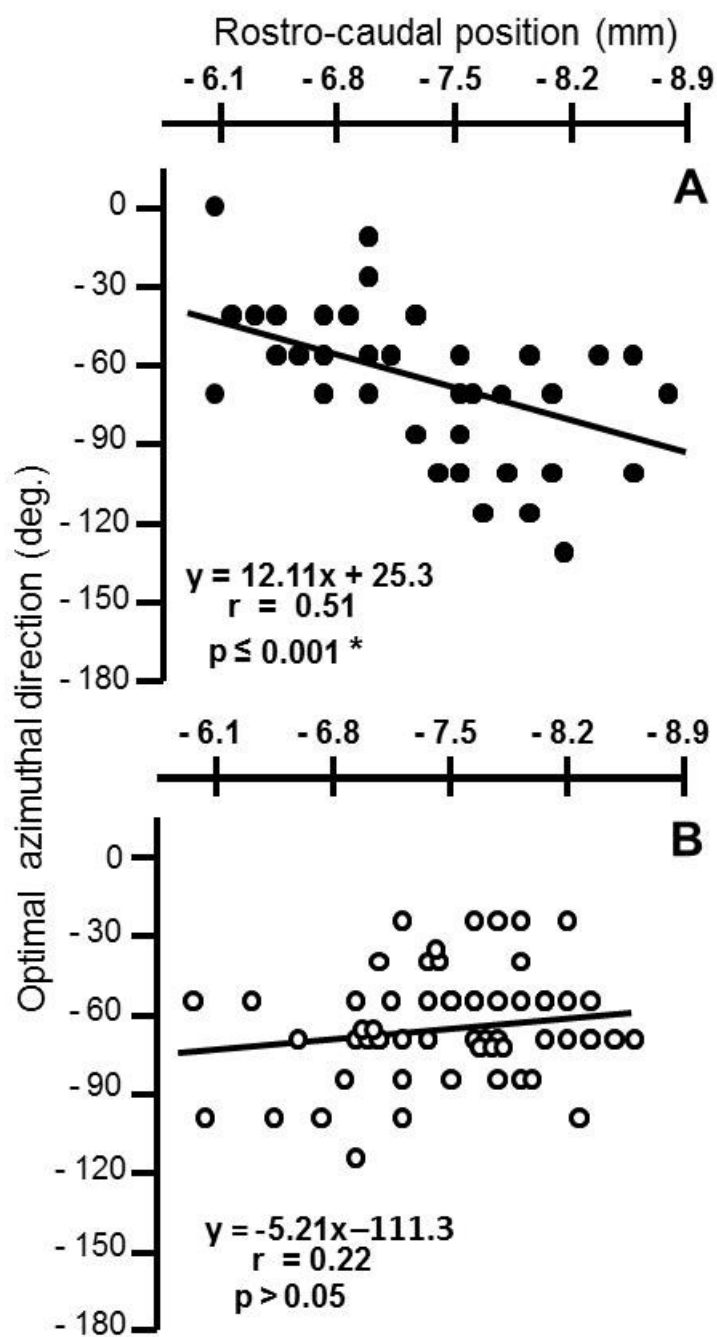 Rostro-caudal position (mm)
- 6.1 - 6.8 - 7.5 - 8.2 - 8.9
A
0
- 30
- 60
- 90
- 120
- 150
- 180
y = 12.11x + 25.3
r = 0.51
p ≤ 0.001 *
Optimal azimuthal direction (deg.)
- 6.1 - 6.8 - 7.5 - 8.2 - 8.9
B
0
- 30
- 60
- 90
- 120
- 150
- 180
y = -5.21x–111.3
r = 0.22
p > 0.05